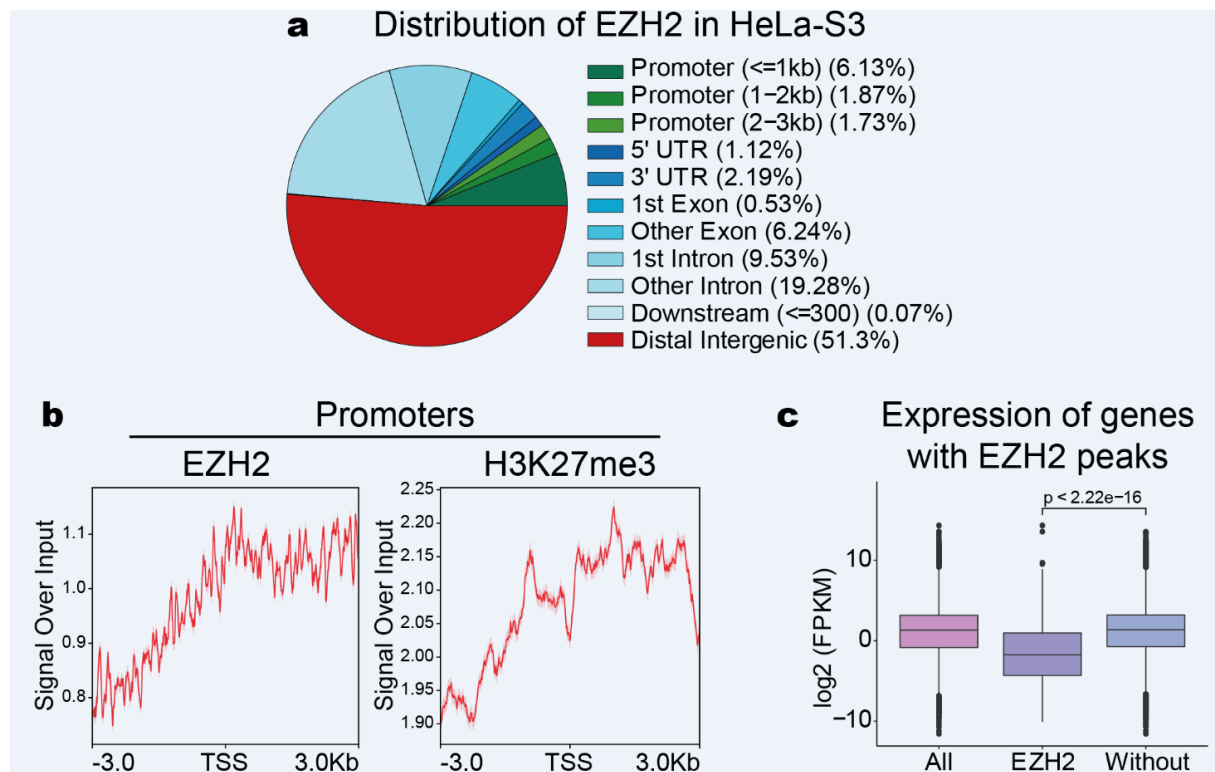 a Distribution of EZH2 in HeLa-S3
Promoter (<=1kb) (6.13%)
Promoter (1−2kb) (1.87%)
Promoter (2−3kb) (1.73%)
5' UTR (1.12%)
3' UTR (2.19%)
1st Exon (0.53%)
Other Exon (6.24%)
1st Intron (9.53%)
Other Intron (19.28%)
Downstream (<=300) (0.07%)
Distal Intergenic (51.3%)
b Promoters
EZH2
Signal Over Input
1.1
1.0
0.9
0.8
-3.0 TSS 3.0Kb
H3K27me3
Signal Over Input
2.25
2.20
2.15
2.10
2.05
2.00
1.95
1.90
-3.0 TSS 3.0Kb
c Expression of genes
with EZH2 peaks
p < 2.22e−16
log2 (FPKM)
10
0
−10
All EZH2 Without